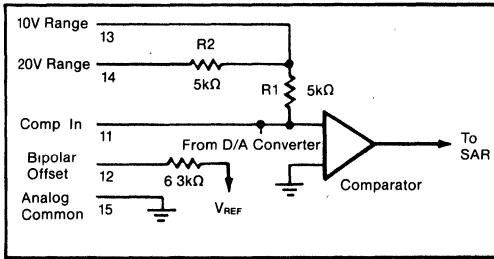 10V Range
13
R2
20V Range
14
5kΩ
R1
5kΩ
Comp In
11
From D/A Converter
To
SAR
Bipolar
Offset
12
6 3kΩ
Comparator
VREF
Analog
Common
15